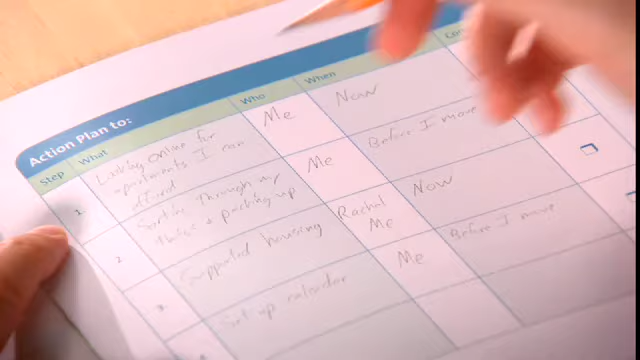 Action Plan to:
Step What Who When
1. Looking Online for Me Now
apartments I can
afford
2 Sorting Through my Me Before I move
things & packing up
3 Supported housing Rachel Now
Me
Set up calendar Me Before I move